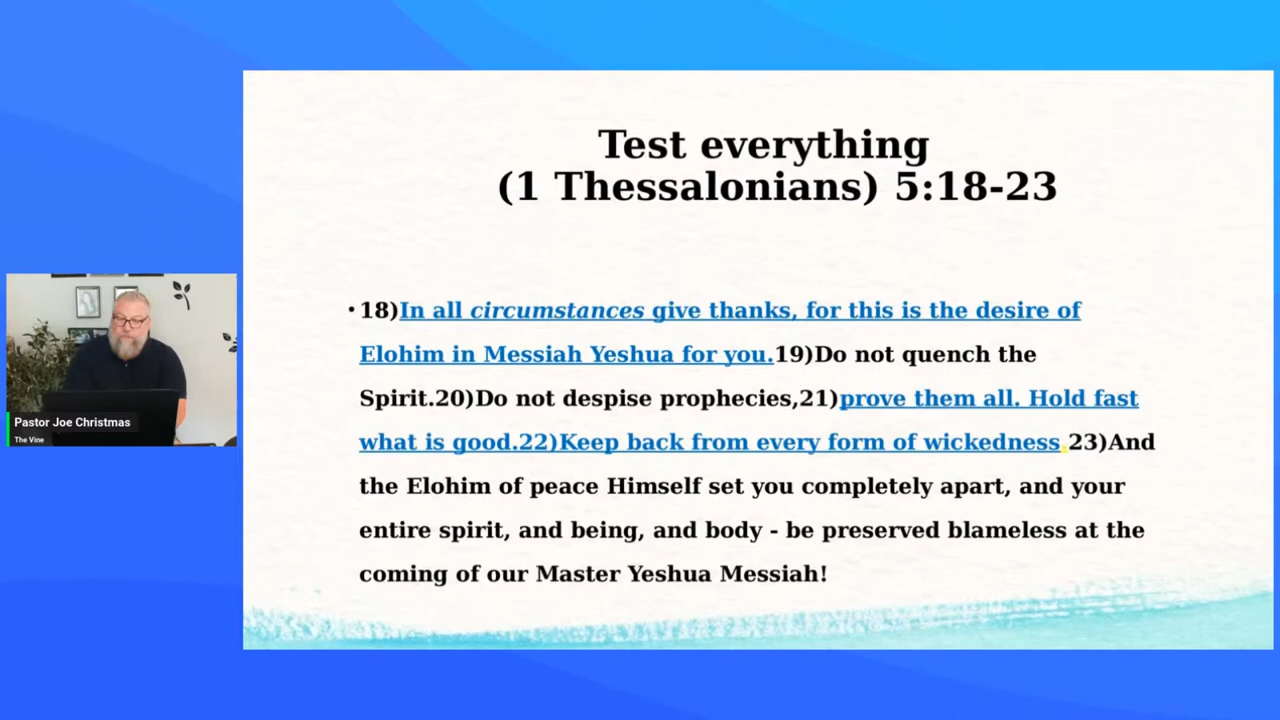 Test everything
(1 Thessalonians) 5:18-23
• 18)In all circumstances give thanks, for this is the desire of
Elohim in Messiah Yeshua for you.19)Do not quench the
Spirit.20)Do not despise prophecies,21)prove them all. Hold fast
what is good.22)Keep back from every form of wickedness.23)And
the Elohim of peace Himself set you completely apart, and your
entire spirit, and being, and body - be preserved blameless at the
coming of our Master Yeshua Messiah!
Pastor Joe Christmas
The Vine